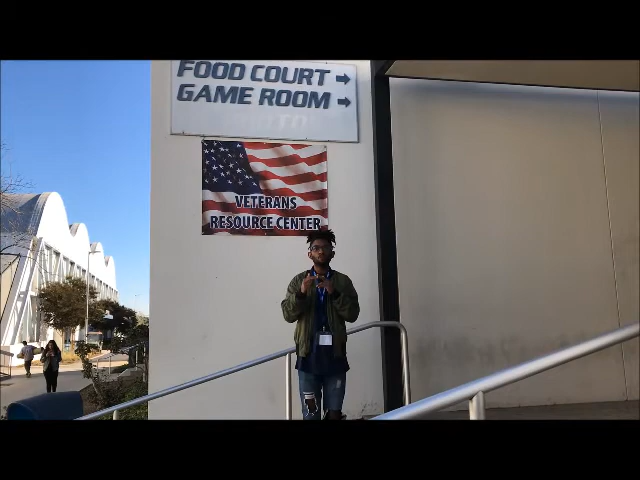 FOOD COURT →
GAME ROOM →
VETERANS
RESOURCE CENTER